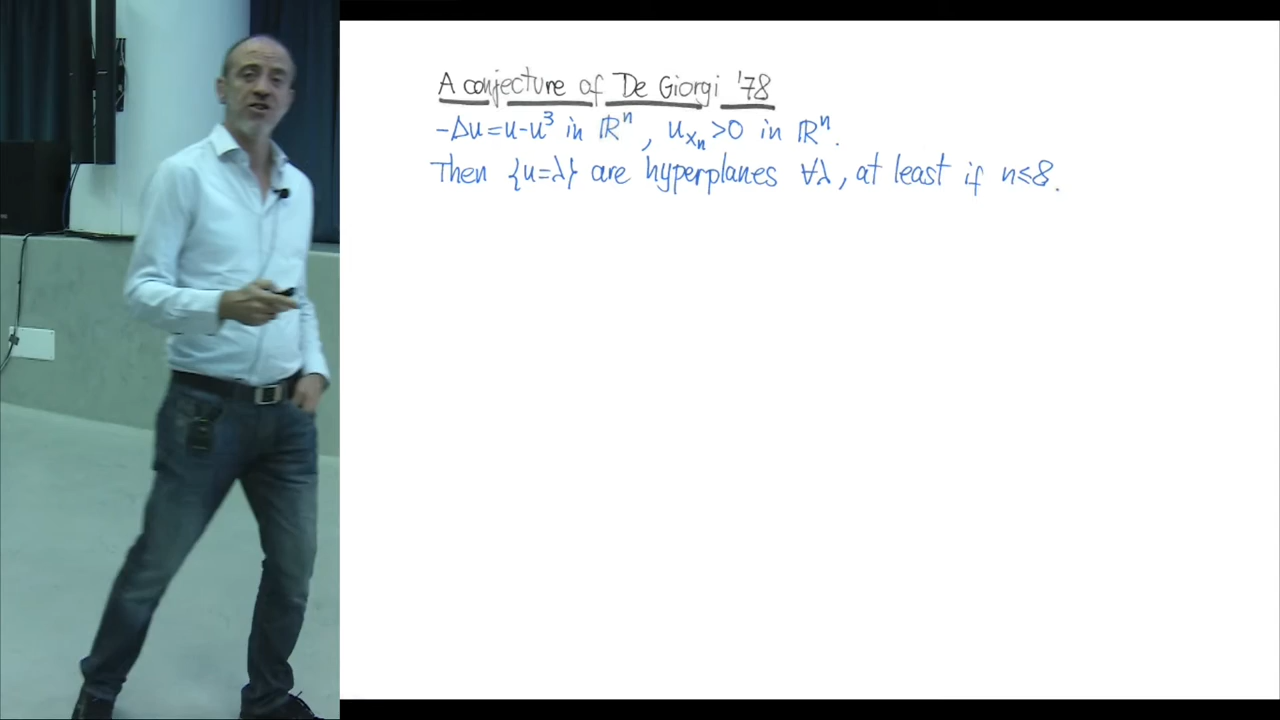 A conjecture of De Giorgi '78
-Δu=u-u³ in ℝⁿ, u_{x_n}>0 in ℝⁿ.
Then {u=λ} are hyperplanes ∀λ, at least if n≤8.